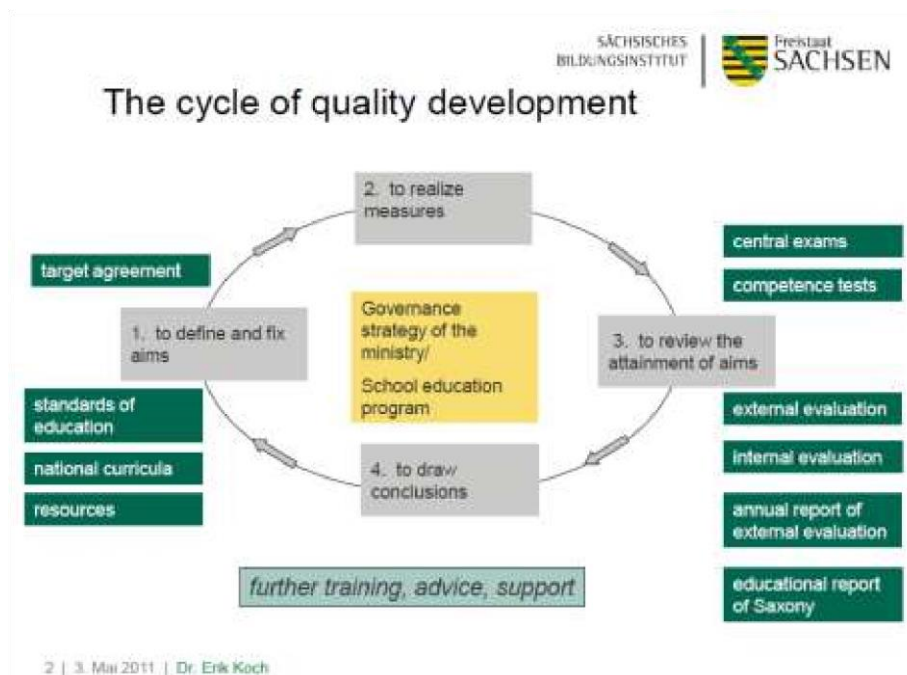 SÄCHSISCHES
BILDUNGSINSTITUT
Freistaat
SACHSEN
The cycle of quality development
2. to realize
measures
target agreement
central exams
competence tests
1. to define and fix
aims
Governance
strategy of the
ministry/
School education
program
3. to review the
attainment of aims
standards of
education
national curricula
resources
4. to draw
conclusions
external evaluation
internal evaluation
annual report of
external evaluation
educational report
of Saxony
further training, advice, support
2 | 3. Mai 2011 | Dr. Erik Koch